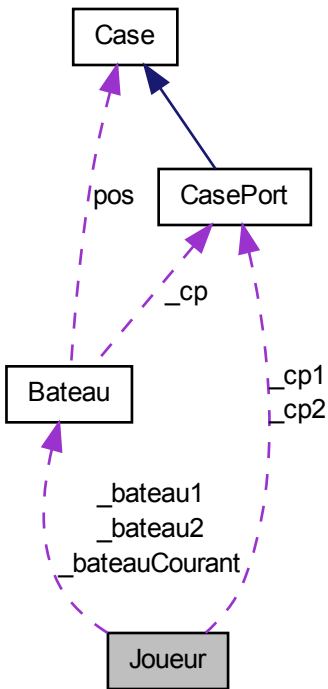 Case
pos
CasePort
_cp
Bateau
_cp1
_cp2
_bateau1
_bateau2
_bateauCourant
Joueur